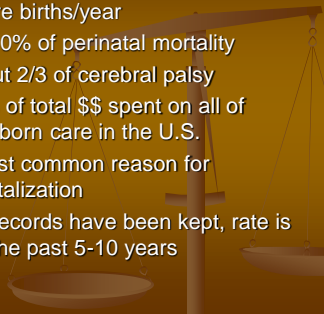 e births/year
0% of perinatal mortality
ut 2/3 of cerebral palsy
of total $$ spent on all of
born care in the U.S.
st common reason for
talization
ecords have been kept, rate is
he past 5-10 years